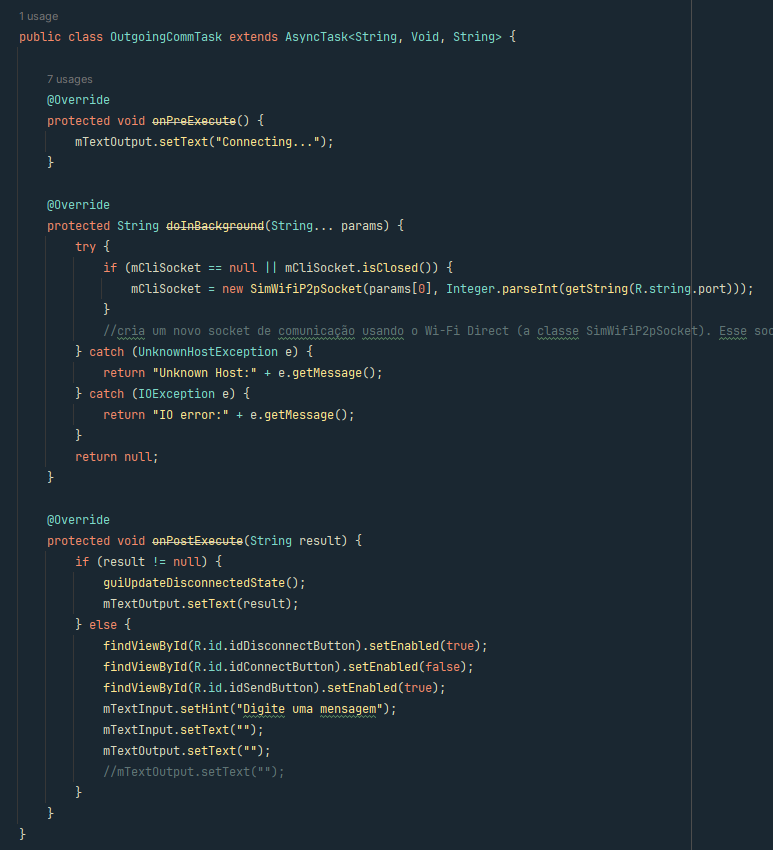 1 usage
public class OutgoingCommTask extends AsyncTask<String, Void, String> {
7 usages
@Override
protected void onPreExecute() {
mTextOutput.setText("Connecting...");
}
@Override
protected String doInBackground(String... params) {
try {
if (mCliSocket == null || mCliSocket.isClosed()) {
mCliSocket = new SimWifiP2pSocket(params[0], Integer.parseInt(getString(R.string.port)));
}
//cria um novo socket de comunicação usando o Wi-Fi Direct (a classe SimWifiP2pSocket). Esse soc
} catch (UnknownHostException e) {
return "Unknown Host:" + e.getMessage();
} catch (IOException e) {
return "IO error:" + e.getMessage();
}
return null;
}
@Override
protected void onPostExecute(String result) {
if (result != null) {
guiUpdateDisconnectedState();
mTextOutput.setText(result);
} else {
findViewById(R.id.idDisconnectButton).setEnabled(true);
findViewById(R.id.idConnectButton).setEnabled(false);
findViewById(R.id.idSendButton).setEnabled(true);
mTextInput.setHint("Digite uma mensagem");
mTextInput.setText("");
mTextOutput.setText("");
//mTextOutput.setText("");
}
}
}